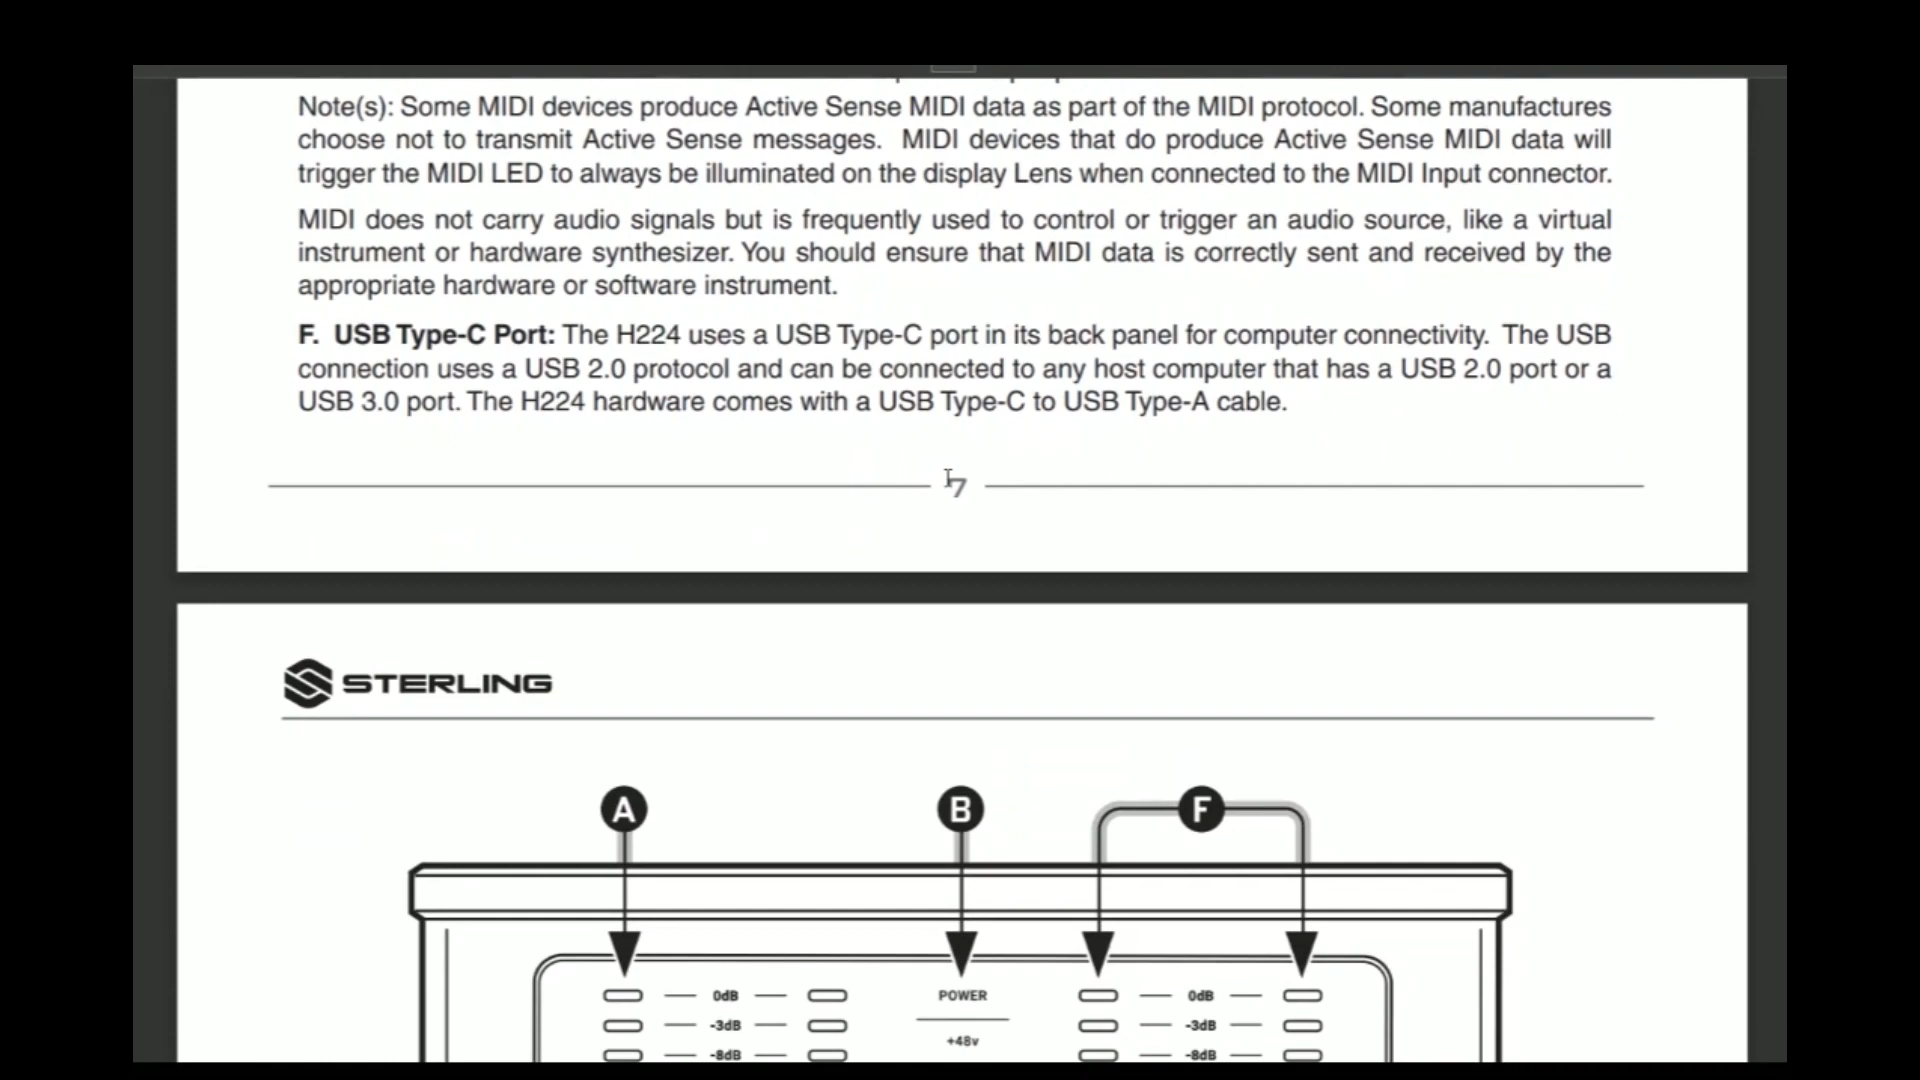 Note(s): Some MIDI devices produce Active Sense MIDI data as part of the MIDI protocol. Some manufactures
choose not to transmit Active Sense messages. MIDI devices that do produce Active Sense MIDI data will
trigger the MIDI LED to always be illuminated on the display Lens when connected to the MIDI Input connector.
MIDI does not carry audio signals but is frequently used to control or trigger an audio source, like a virtual
instrument or hardware synthesizer. You should ensure that MIDI data is correctly sent and received by the
appropriate hardware or software instrument.
F. USB Type-C Port: The H224 uses a USB Type-C port in its back panel for computer connectivity. The USB
connection uses a USB 2.0 protocol and can be connected to any host computer that has a USB 2.0 port or a
USB 3.0 port. The H224 hardware comes with a USB Type-C to USB Type-A cable.
7
STERLING
A B F
0dB POWER 0dB
-3dB -3dB
+48v
-8dB -8dB